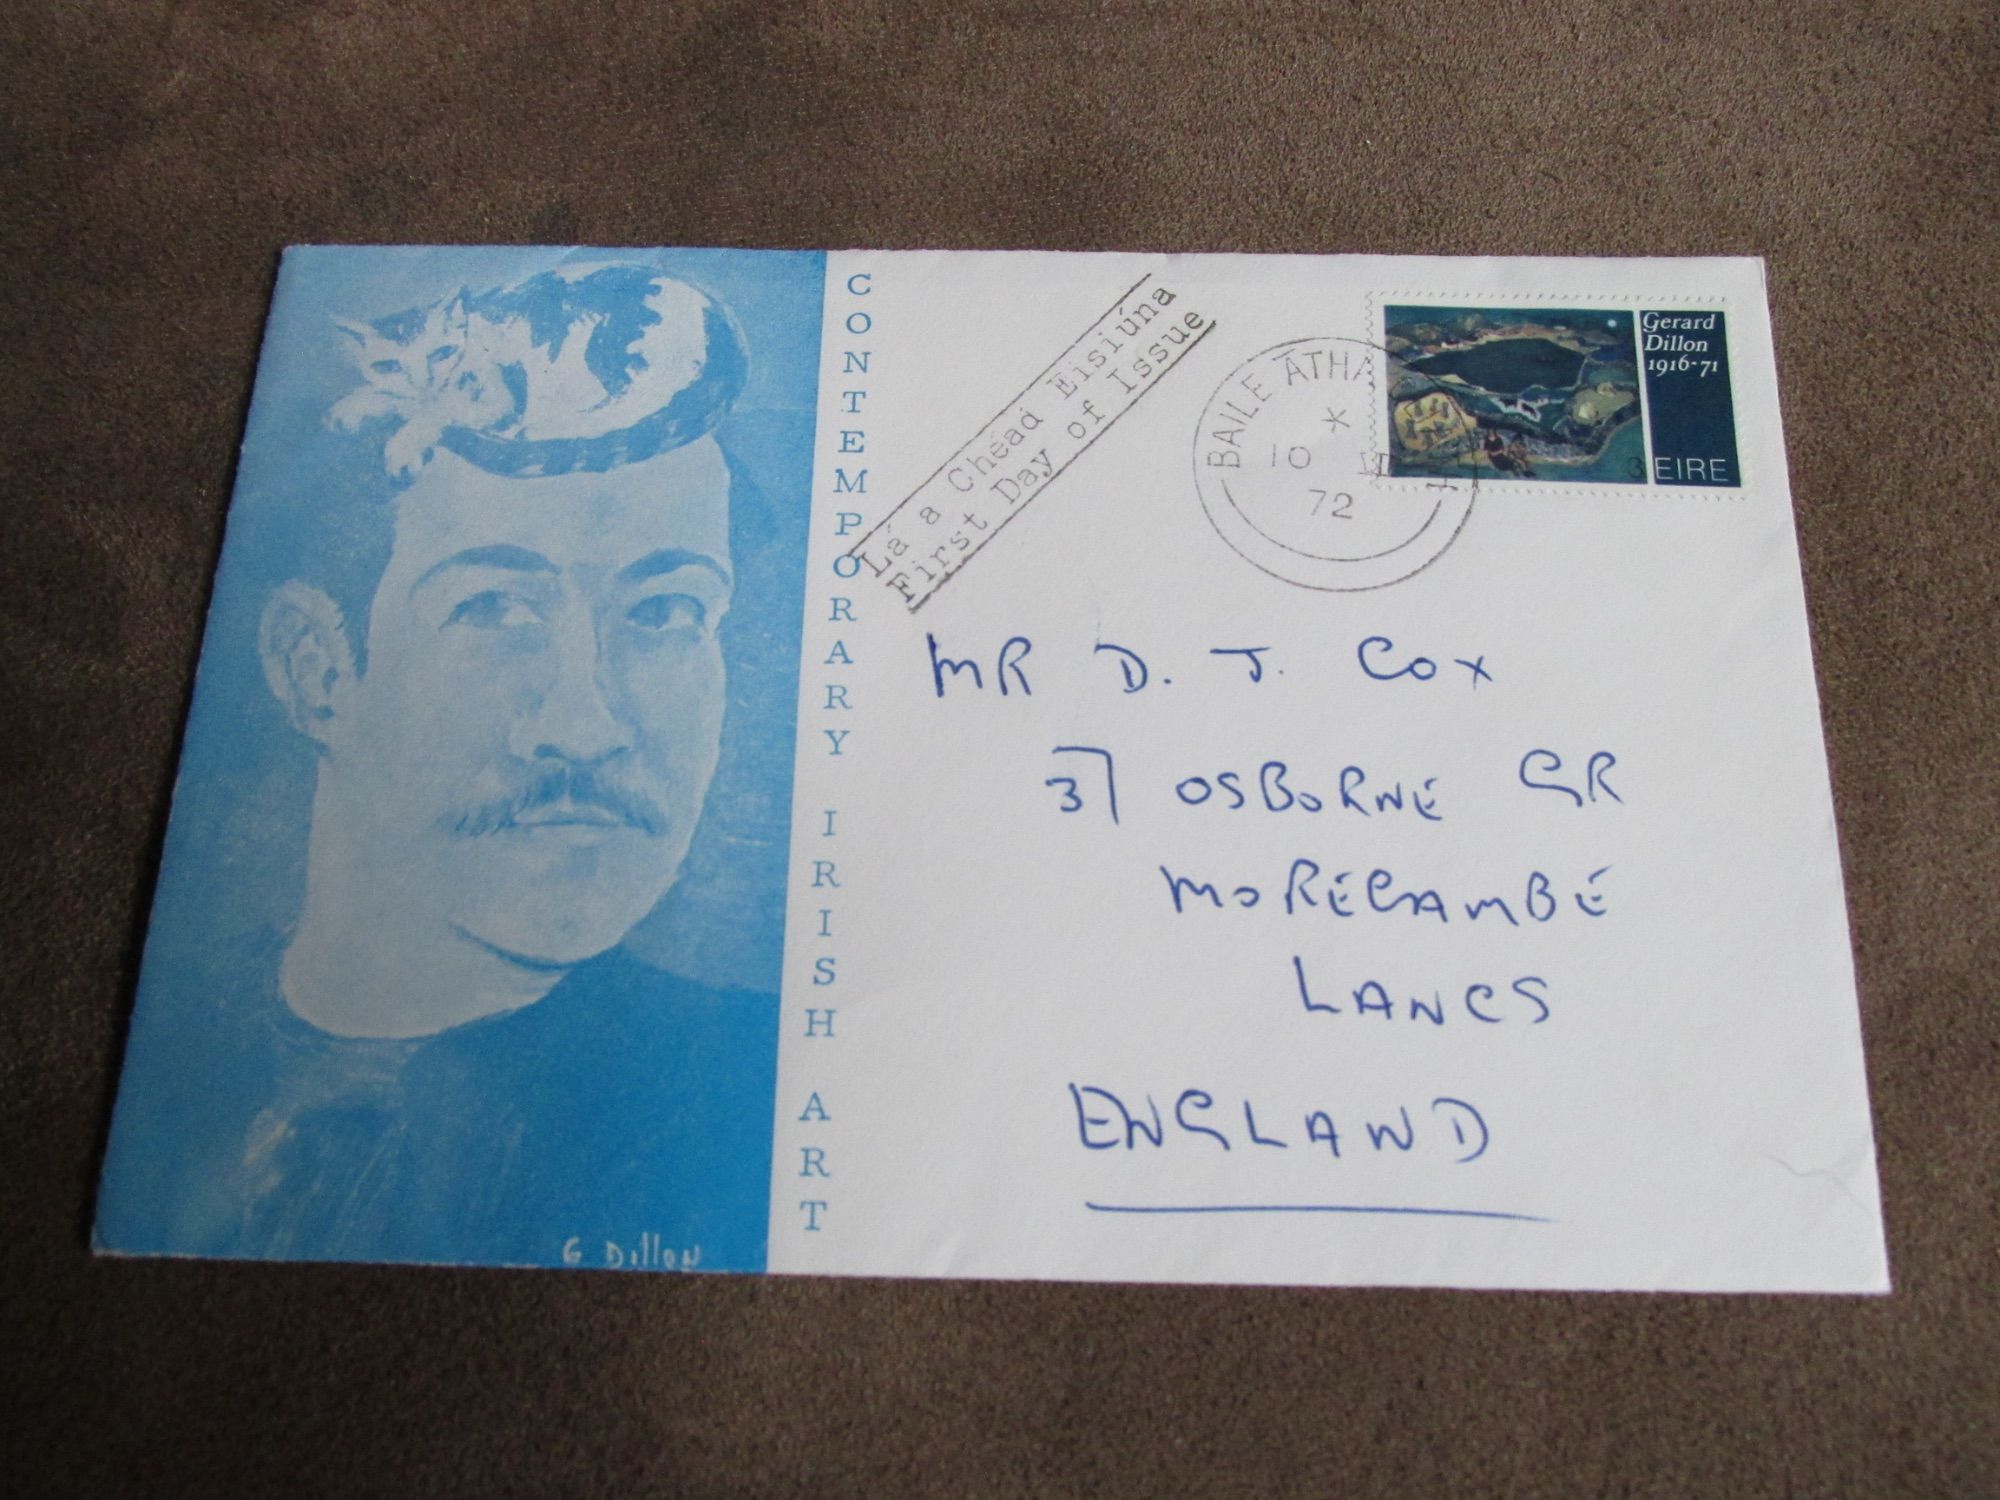 CONTEMPORARY IRISH ART
G Dillon
Lá a Chéad Eisiúna
First Day of Issue
BAILE ÁTHA
10 VII
72
Gerard
Dillon
1916-71
3 EIRE
MR D. J. COX
37 OSBORNE GR
MORECAMBE
LANCS
ENGLAND